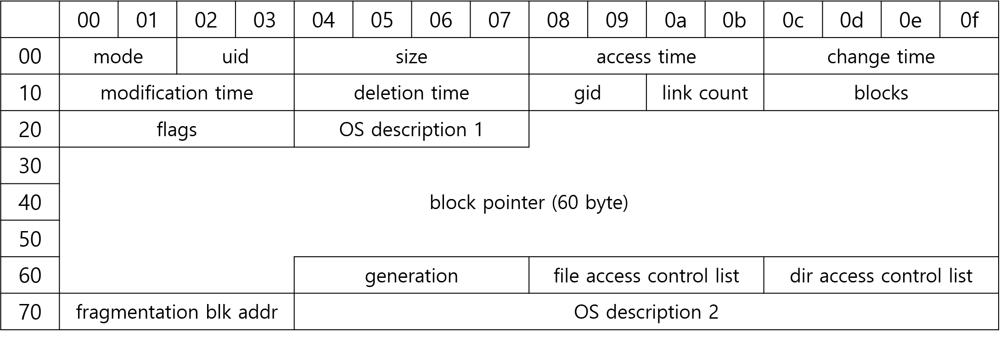 00 01 02 03 04 05 06 07 08 09 0a 0b 0c 0d 0e 0f
00 mode uid size access time change time
10 modification time deletion time gid link count blocks
20 flags OS description 1
30
40 block pointer (60 byte)
50
60 generation file access control list dir access control list
70 fragmentation blk addr OS description 2